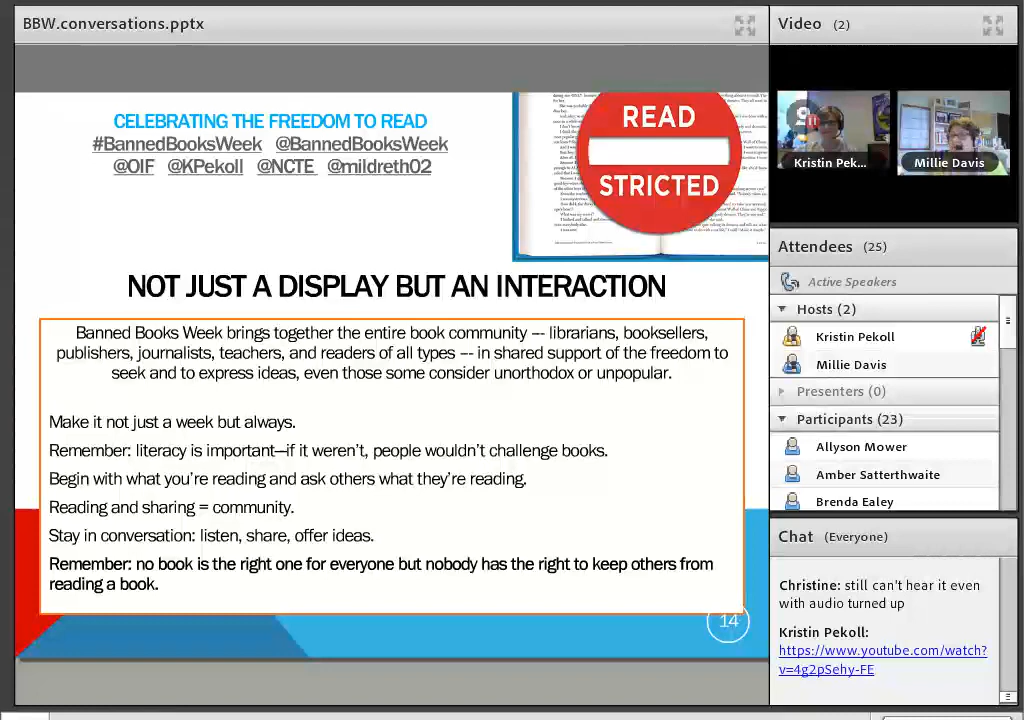 BBW.conversations.pptx
CELEBRATING THE FREEDOM TO READ
#BannedBooksWeek @BannedBooksWeek
@OIF @KPekoll @NCTE @mildreth02
READ
STRICTED
NOT JUST A DISPLAY BUT AN INTERACTION
Banned Books Week brings together the entire book community –- librarians, booksellers,
publishers, journalists, teachers, and readers of all types –- in shared support of the freedom to
seek and to express ideas, even those some consider unorthodox or unpopular.
Make it not just a week but always.
Remember: literacy is important—if it weren’t, people wouldn’t challenge books.
Begin with what you’re reading and ask others what they’re reading.
Reading and sharing = community.
Stay in conversation: listen, share, offer ideas.
Remember: no book is the right one for everyone but nobody has the right to keep others from
reading a book.
14
Video (2)
Kristin Pek...
Millie Davis
Attendees (25)
Active Speakers
Hosts (2)
Kristin Pekoll
Millie Davis
Presenters (0)
Participants (23)
Allyson Mower
Amber Satterthwaite
Brenda Ealey
Chat (Everyone)
Christine: still can't hear it even
with audio turned up
Kristin Pekoll:
https://www.youtube.com/watch?
v=4g2pSehy-FE